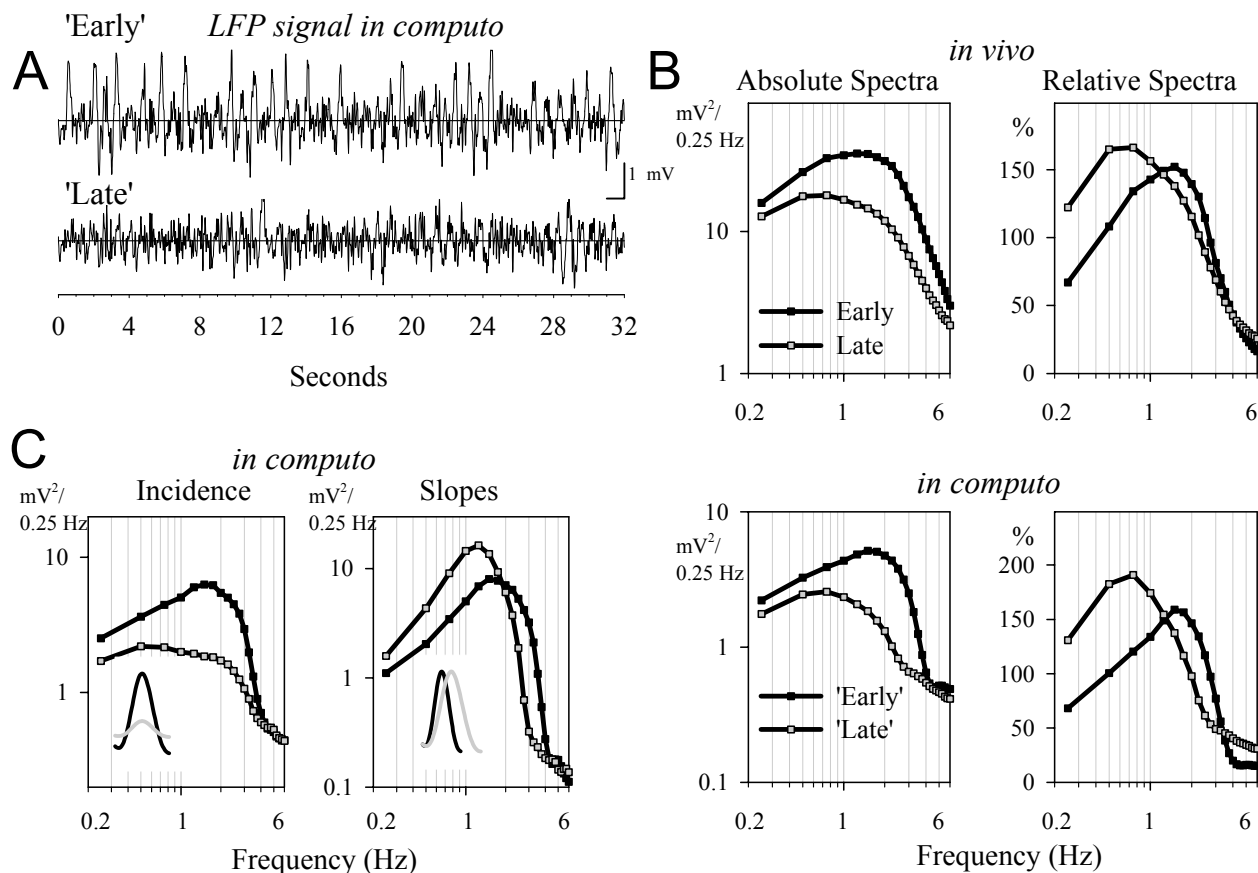 A
'Early'
LFP signal in computo
'Late'
1 mV
0 4 8 12 16 20 24 28 32
Seconds
B
in vivo
Absolute Spectra
Relative Spectra
mV2/
0.25 Hz
10
1
Early
Late
0.2 1 6
%
150
100
50
0
0.2 1 6
in computo
10
mV2/
0.25 Hz
1
0.1
'Early'
'Late'
0.2 1 6
%
200
150
100
50
0
0.2 1 6
Frequency (Hz)
C
in computo
Incidence
Slopes
mV2/
0.25 Hz
10
1
0.2 1 6
mV2/
0.25 Hz
10
1
0.1
0.2 1 6
Frequency (Hz)